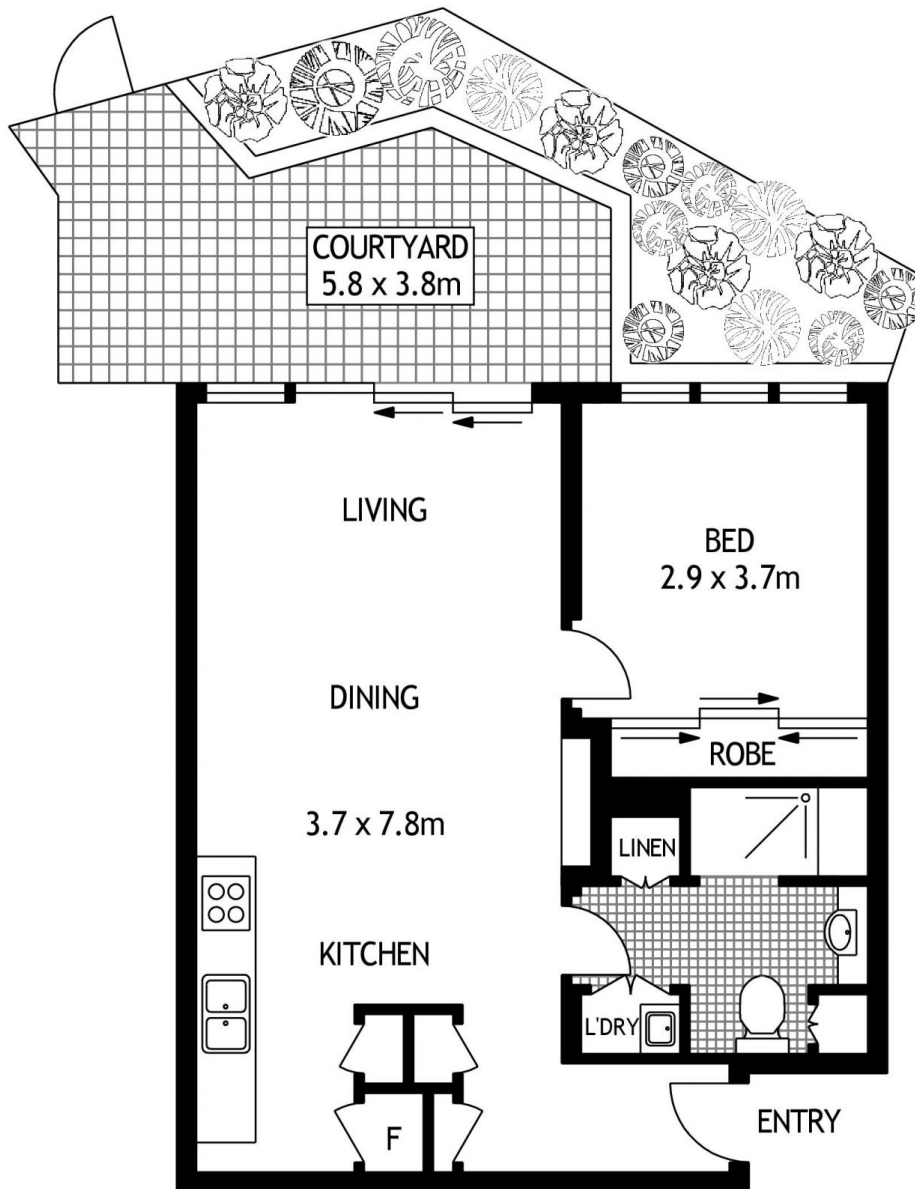 COURTYARD
5.8 x 3.8m
LIVING
BED
2.9 x 3.7m
DINING
ROBE
3.7 x 7.8m
LINEN
KITCHEN
L'DRY
F
ENTRY